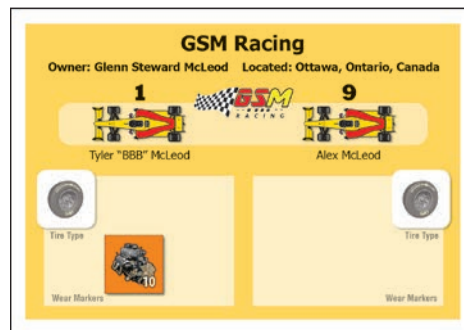 GSM Racing
Owner: Glenn Steward McLeod Located: Ottawa, Ontario, Canada
1 9
GSM
RACING
Tyler "BBB" McLeod Alex McLeod
Tire Type Tire Type
10
Wear Markers Wear Markers